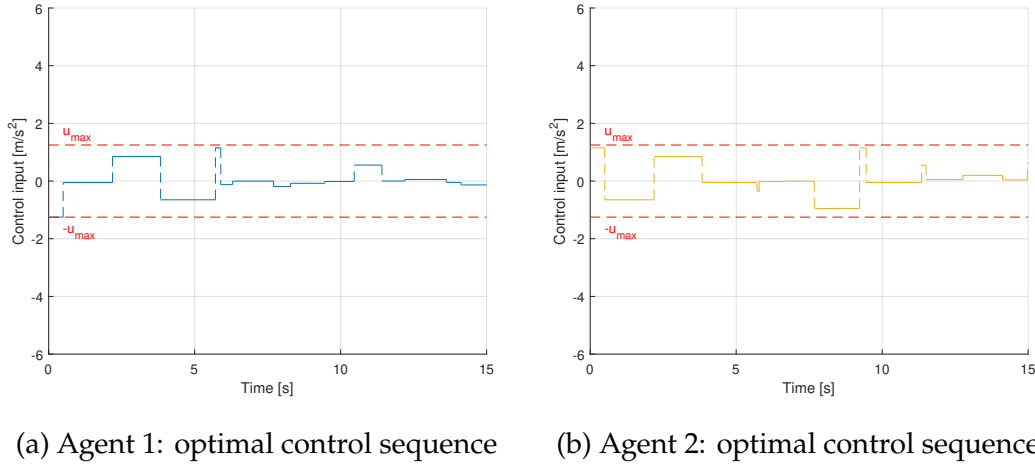 6
4
2
0
-2
-4
-6
Control input [m/s²]
u_max
-u_max
0
5
10
15
Time [s]
6
4
2
0
-2
-4
-6
Control input [m/s²]
u_max
-u_max
0
5
10
15
Time [s]
(a) Agent 1: optimal control sequence
(b) Agent 2: optimal control sequence